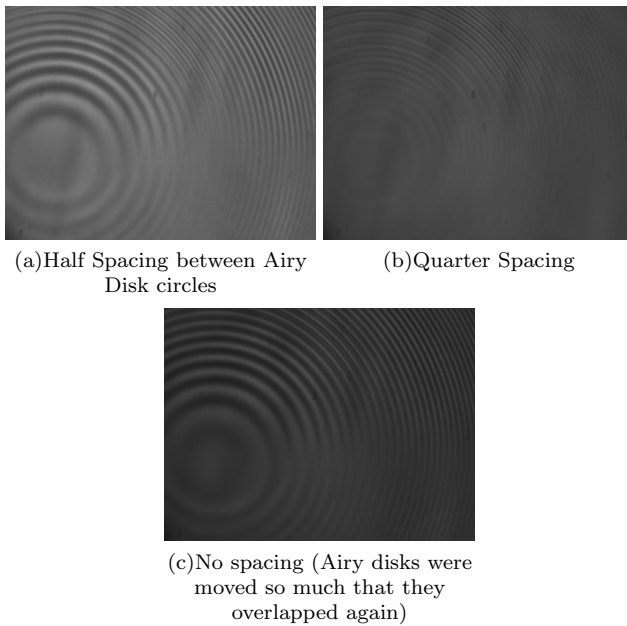 (a)Half Spacing between Airy
Disk circles
(b)Quarter Spacing
(c)No spacing (Airy disks were
moved so much that they
overlapped again)